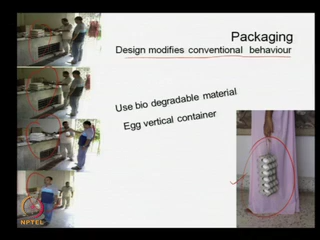 Packaging
Design modifies conventional behaviour
Use bio degradable material
Egg vertical container
NPTEL